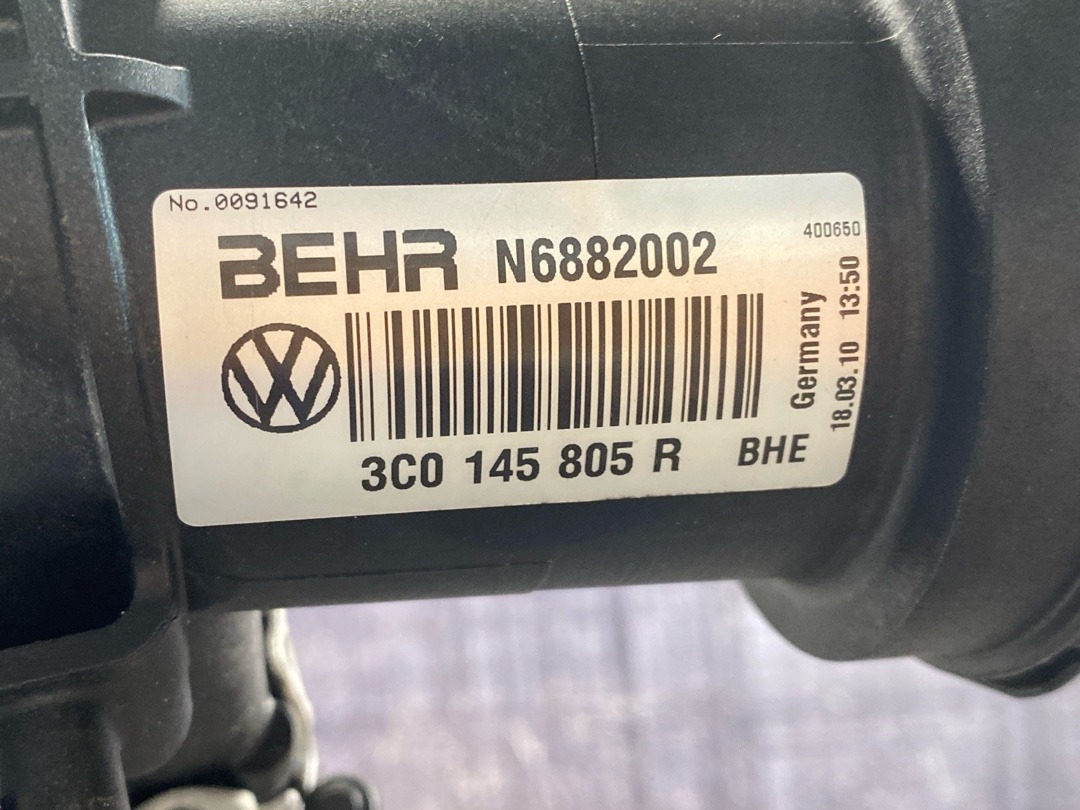 No.0091642
BEHR N6882002
400650
3C0 145 805 R BHE
Germany
18.03.10 13:50